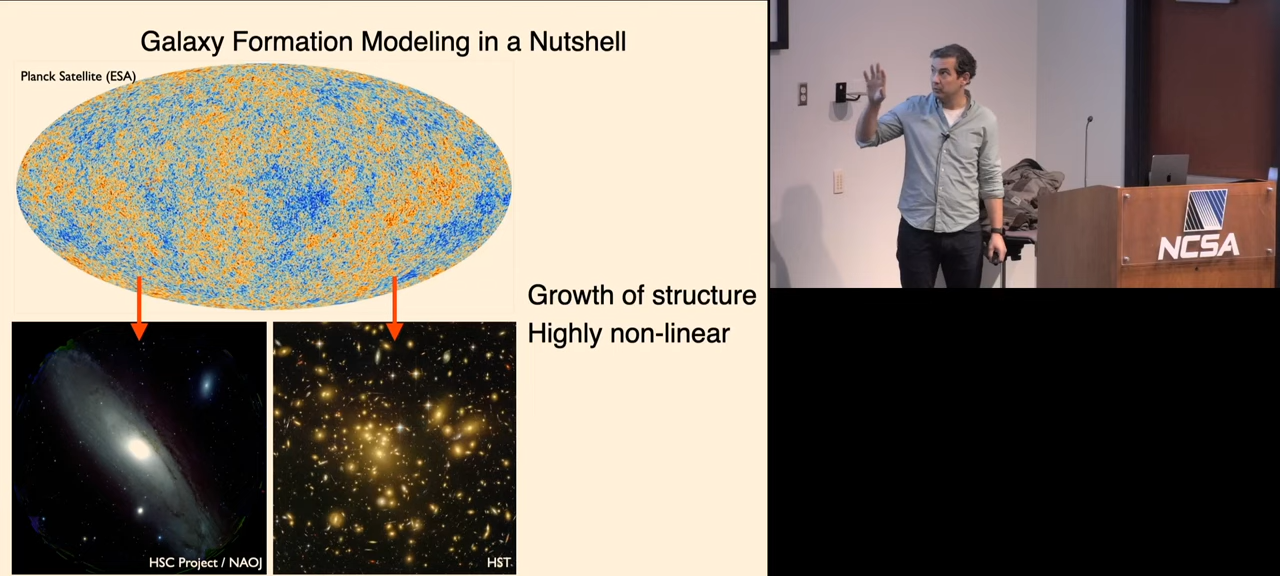 Galaxy Formation Modeling in a Nutshell
Planck Satellite (ESA)
Growth of structure
Highly non-linear
HSC Project / NAOJ
HST
NCSA